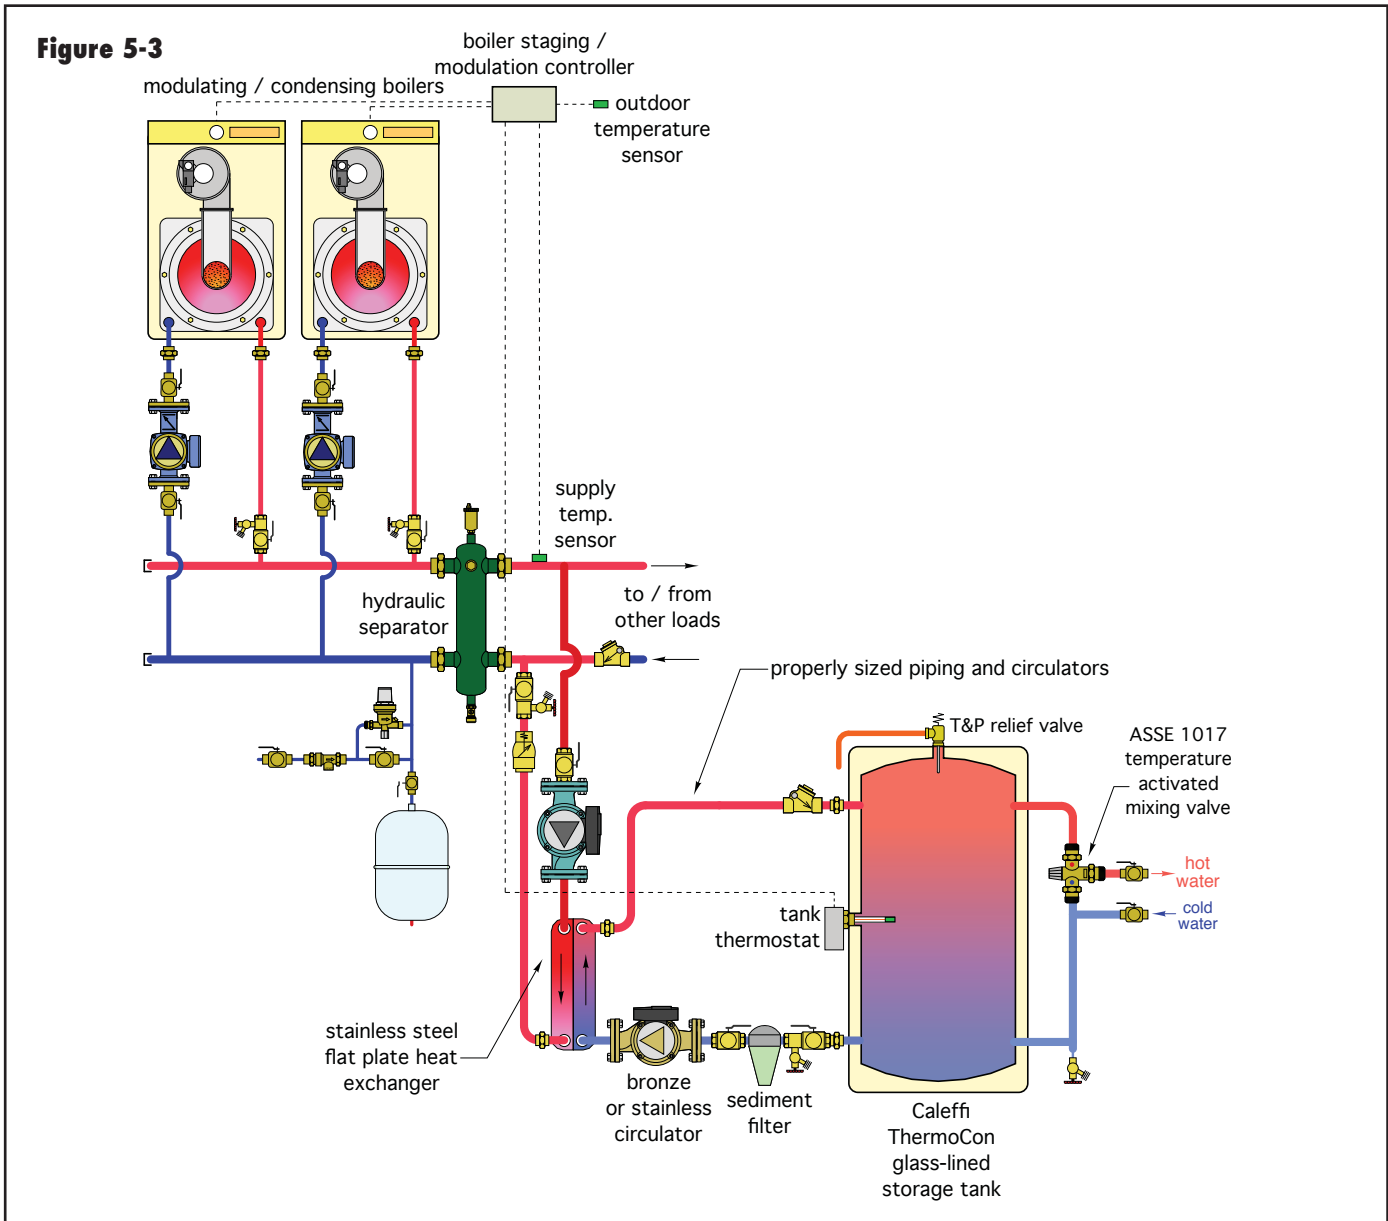 Figure 5-3
boiler staging /
modulation controller
modulating / condensing boilers
outdoor
temperature
sensor
supply
temp.
sensor
hydraulic
separator
to / from
other loads
properly sized piping and circulators
T&P relief valve
ASSE 1017
temperature
activated
mixing valve
hot
water
cold
water
tank
thermostat
stainless steel
flat plate heat
exchanger
bronze
or stainless
circulator
sediment
filter
Caleffi
ThermoCon
glass-lined
storage tank